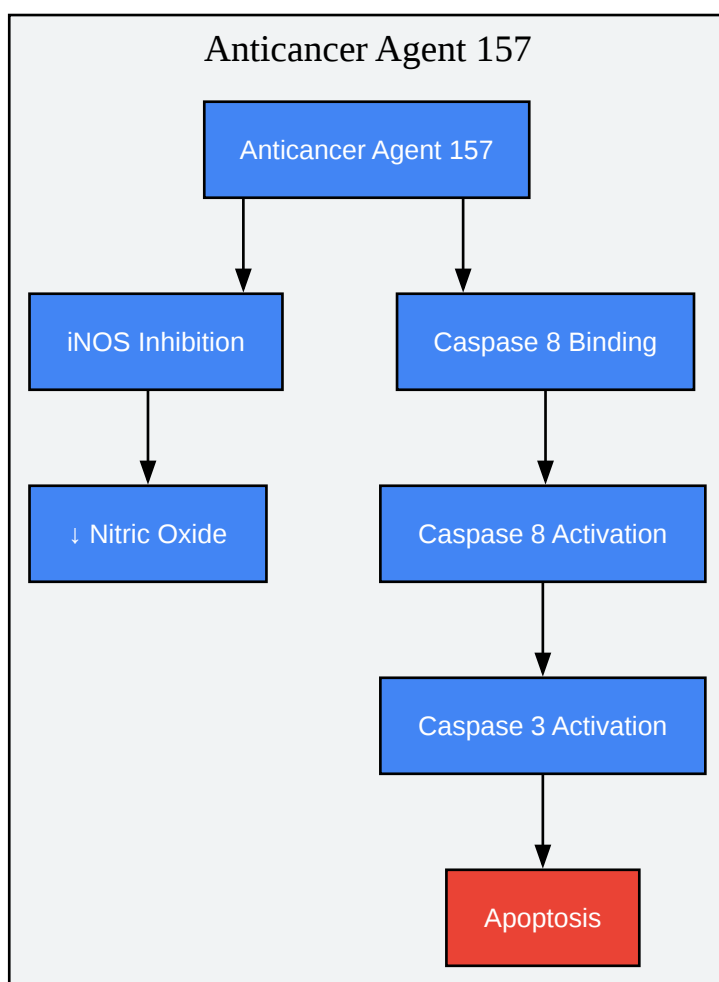 Anticancer Agent 157
Anticancer Agent 157
iNOS Inhibition
Caspase 8 Binding
↓ Nitric Oxide
Caspase 8 Activation
Caspase 3 Activation
Apoptosis